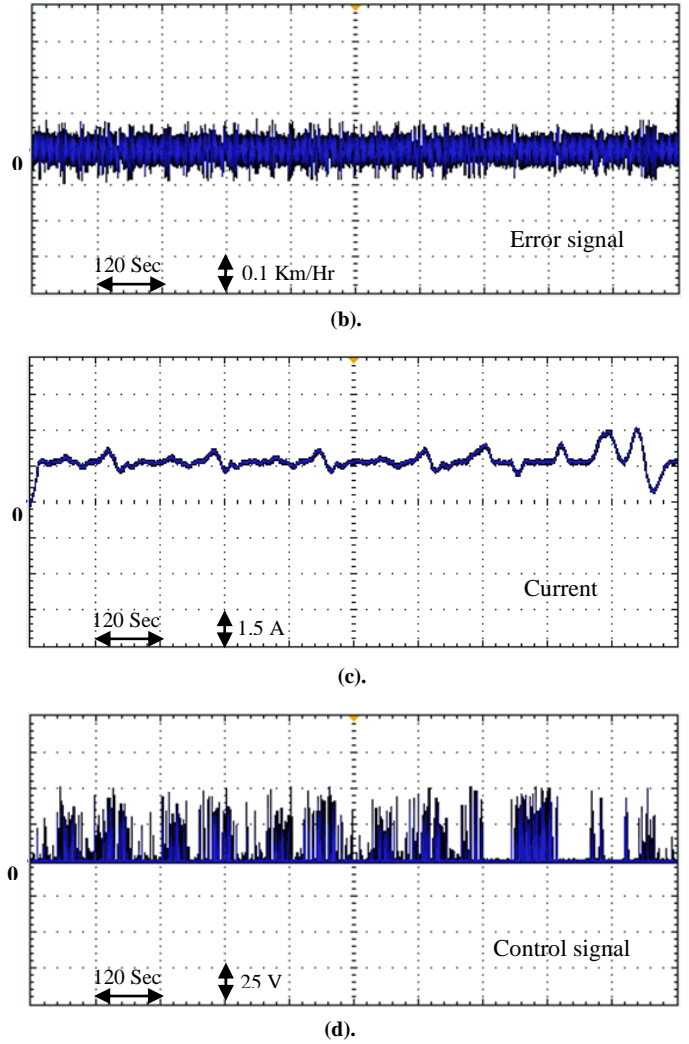 0
Error signal
120 Sec
0.1 Km/Hr
(b).
0
Current
120 Sec
1.5 A
(c).
0
Control signal
120 Sec
25 V
(d).